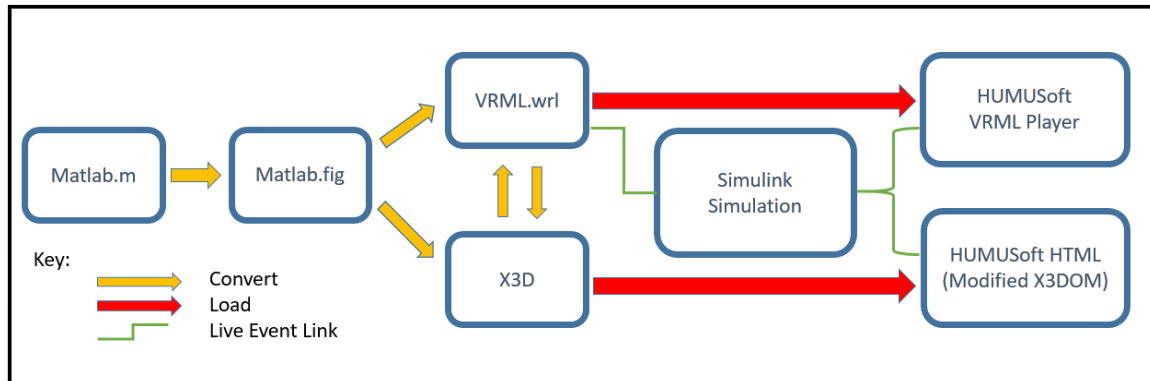 Matlab.m
Matlab.fig
VRML.wrl
X3D
Simulink
Simulation
HUMUSoft
VRML Player
HUMUSoft HTML
(Modified X3DOM)
Key:
Convert
Load
Live Event Link